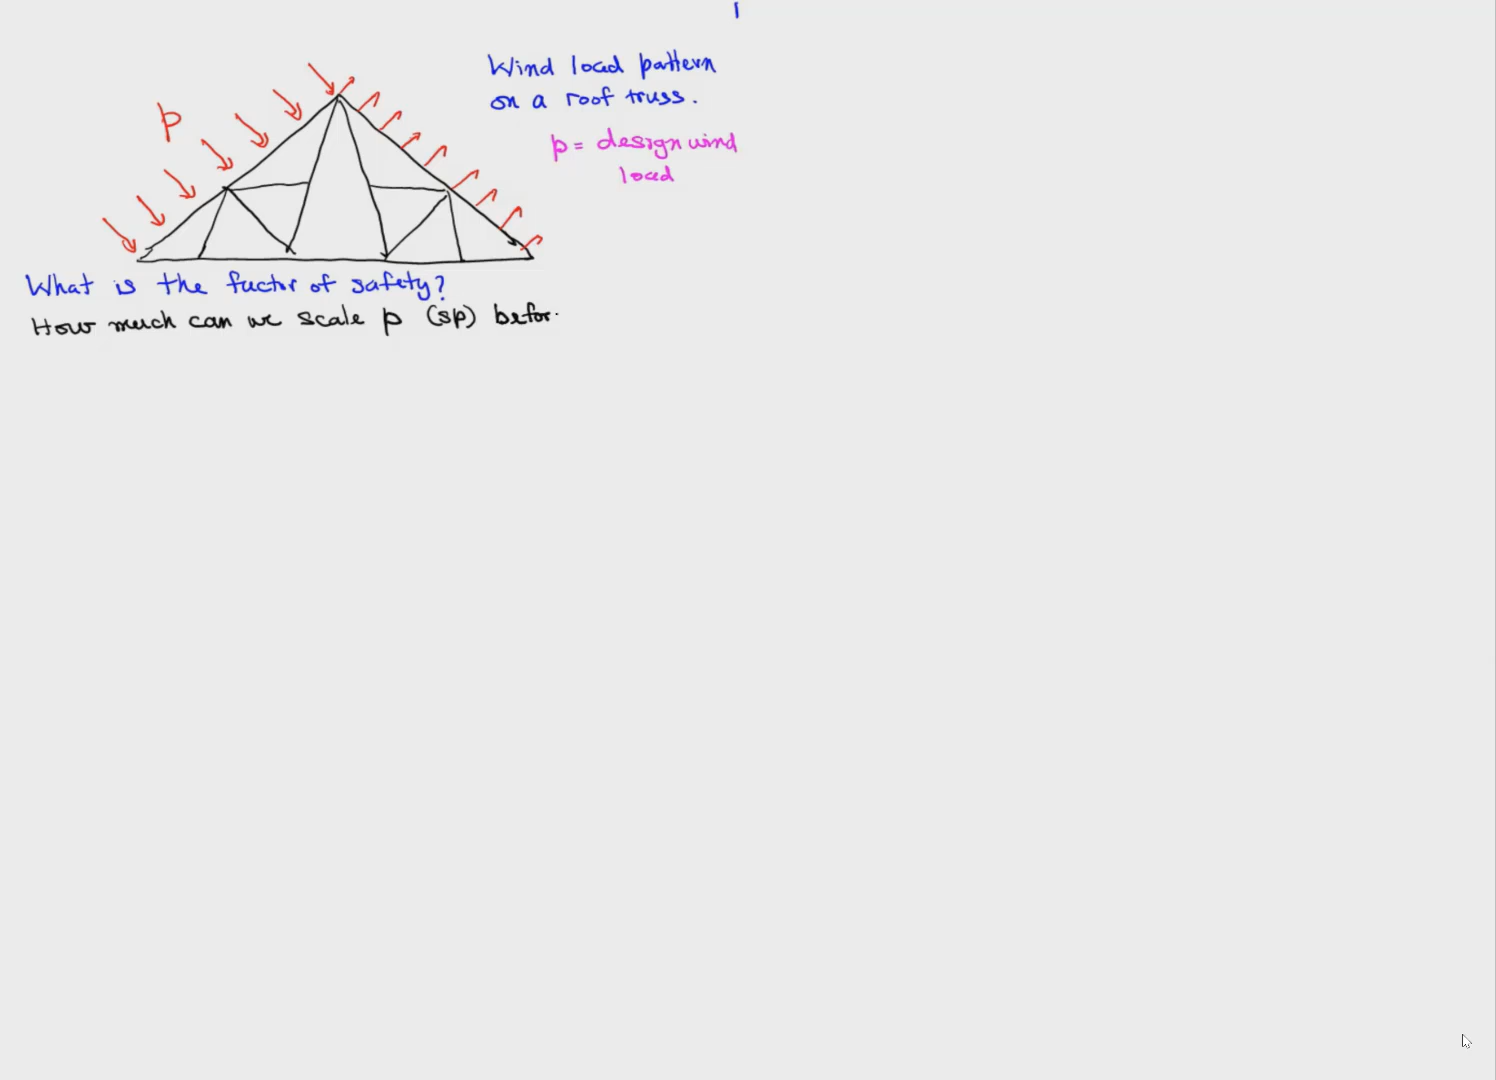 Wind load pattern
on a roof truss.
p
p = design wind
load
What is the factor of safety?
How much can we scale p (sp) befor